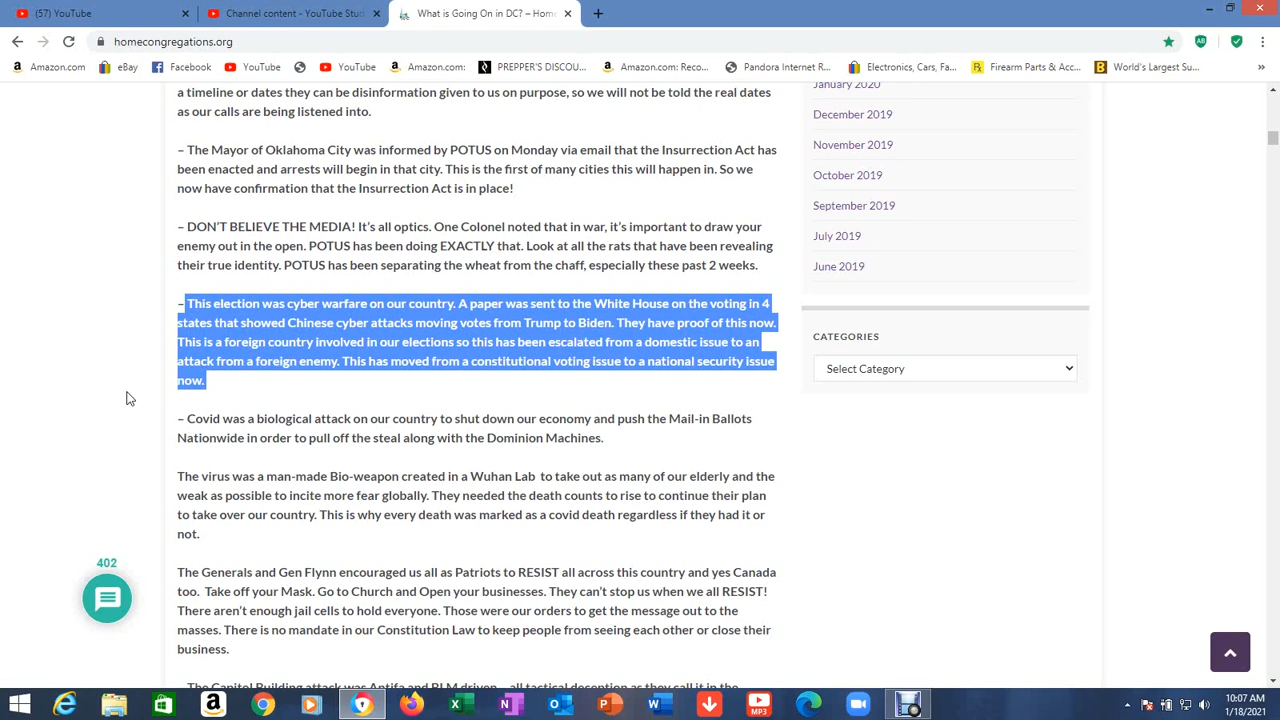 (57) YouTube
Channel content - YouTube Stud
What is Going On in DC? – Hom
homecongregations.org
Amazon.com
eBay
Facebook
YouTube
YouTube
Amazon.com:
PREPPER'S DISCOU...
Amazon.com: Reco...
Pandora Internet R...
Electronics, Cars, Fa...
Firearm Parts & Acc...
World's Largest Su...
a timeline or dates they can be disinformation given to us on purpose, so we will not be told the real dates
as our calls are being listened into.
– The Mayor of Oklahoma City was informed by POTUS on Monday via email that the Insurrection Act has
been enacted and arrests will begin in that city. This is the first of many cities this will happen in. So we
now have confirmation that the Insurrection Act is in place!
– DON'T BELIEVE THE MEDIA! It's all optics. One Colonel noted that in war, it's important to draw your
enemy out in the open. POTUS has been doing EXACTLY that. Look at all the rats that have been revealing
their true identity. POTUS has been separating the wheat from the chaff, especially these past 2 weeks.
– This election was cyber warfare on our country. A paper was sent to the White House on the voting in 4
states that showed Chinese cyber attacks moving votes from Trump to Biden. They have proof of this now.
This is a foreign country involved in our elections so this has been escalated from a domestic issue to an
attack from a foreign enemy. This has moved from a constitutional voting issue to a national security issue
now.
– Covid was a biological attack on our country to shut down our economy and push the Mail-in Ballots
Nationwide in order to pull off the steal along with the Dominion Machines.
The virus was a man-made Bio-weapon created in a Wuhan Lab to take out as many of our elderly and the
weak as possible to incite more fear globally. They needed the death counts to rise to continue their plan
to take over our country. This is why every death was marked as a covid death regardless if they had it or
not.
The Generals and Gen Flynn encouraged us all as Patriots to RESIST all across this country and yes Canada
too. Take off your Mask. Go to Church and Open your businesses. They can't stop us when we all RESIST!
There aren't enough jail cells to hold everyone. Those were our orders to get the message out to the
masses. There is no mandate in our Constitution Law to keep people from seeing each other or close their
business.
– The Capitol Building attack was Antifa and BLM driven – all tactical deception as they call it in the
January 2020
December 2019
November 2019
October 2019
September 2019
July 2019
June 2019
CATEGORIES
Select Category
402
MP3
10:07 AM
1/18/2021